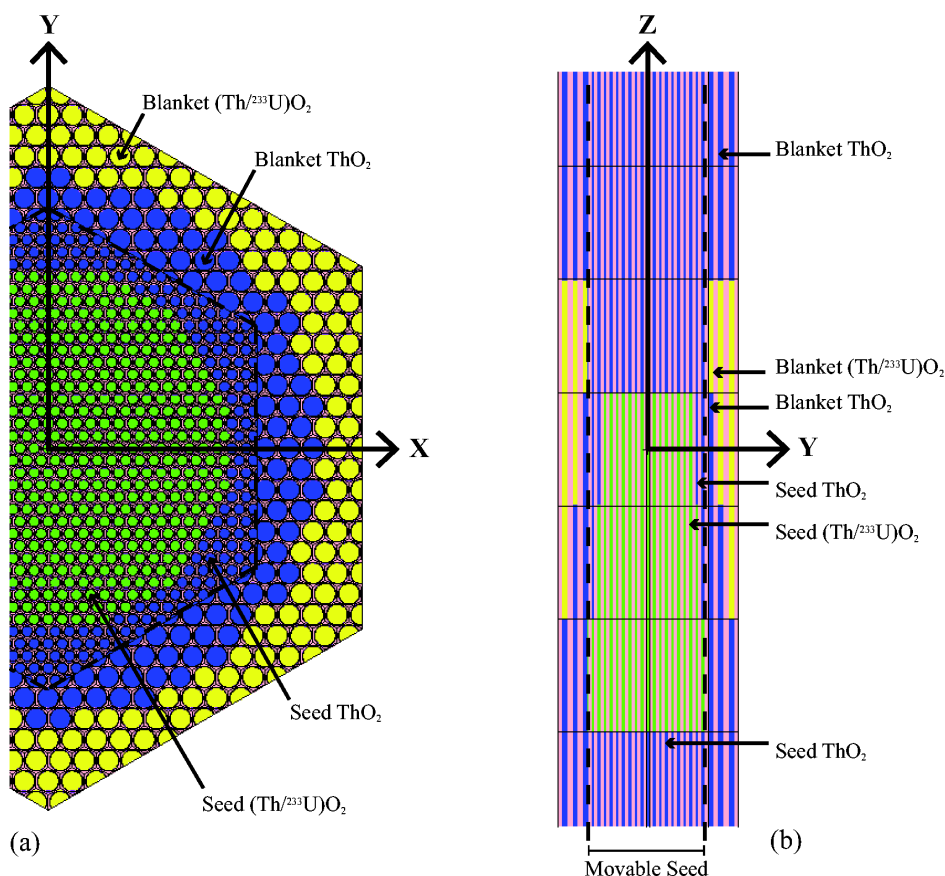 Y
Blanket (Th/²³³U)O₂
Blanket ThO₂
X
Seed ThO₂
Seed (Th/²³³U)O₂
(a)
Z
Blanket ThO₂
Blanket (Th/²³³U)O₂
Blanket ThO₂
Y
Seed ThO₂
Seed (Th/²³³U)O₂
Seed ThO₂
(b)
Movable Seed